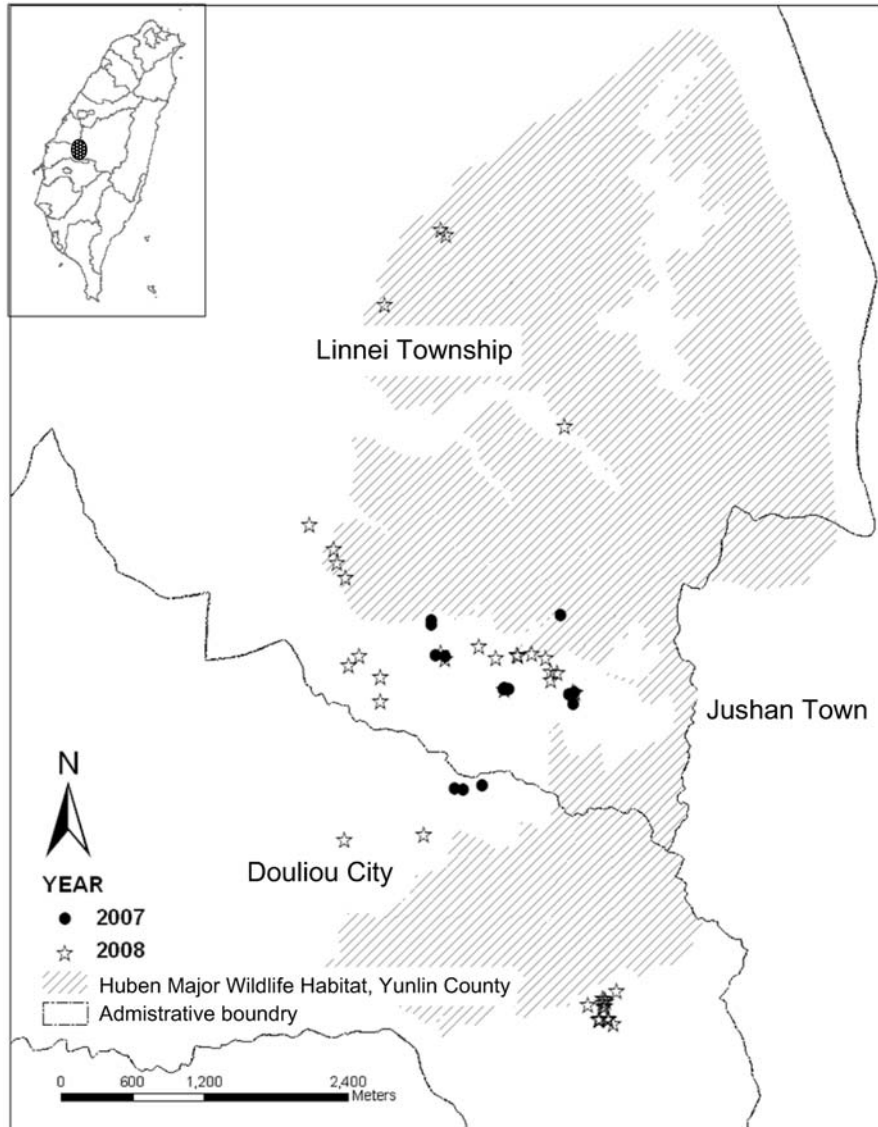 Linnei Township
Jushan Town
N
Douliou City
YEAR
2007
2008
Huben Major Wildlife Habitat, Yunlin County
Admistrative boundry
0 600 1,200 2,400
Meters